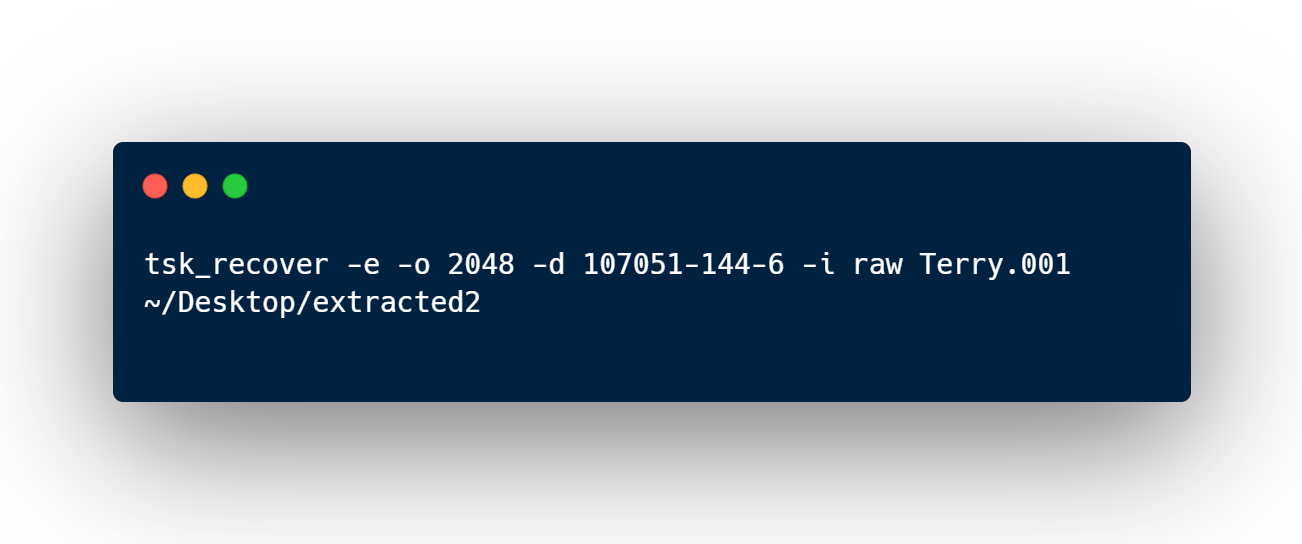 tsk_recover -e -o 2048 -d 107051-144-6 -i raw Terry.001
~/Desktop/extracted2